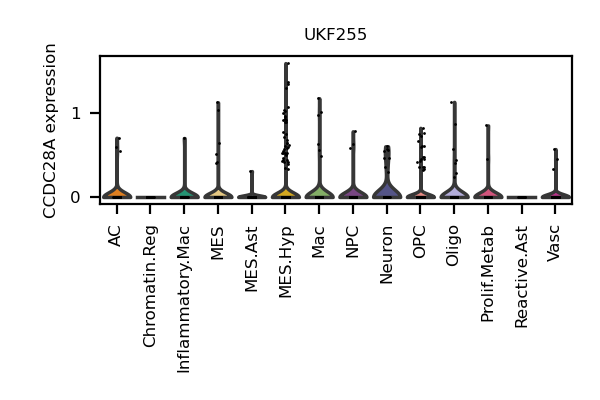 UKF255
CCDC28A expression
1
0
AC
Chromatin.Reg
Inflammatory.Mac
MES
MES.Ast
MES.Hyp
Mac
NPC
Neuron
OPC
Oligo
Prolif.Metab
Reactive.Ast
Vasc